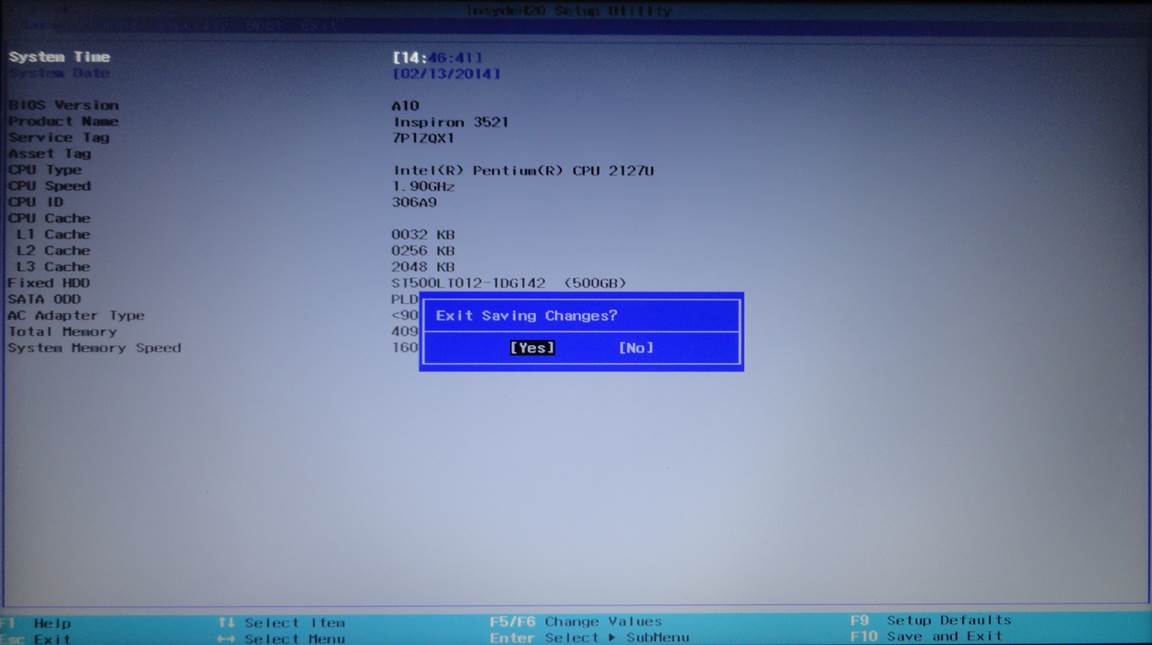 InsydeH20 Setup Utility
Boot Exit
System Time [14:46:41]
System Date [02/13/2014]
BIOS Version A10
Product Name Inspiron 3521
Service Tag 7P1ZQX1
Asset Tag
CPU Type Intel(R) Pentium(R) CPU 2127U
CPU Speed 1.90GHz
CPU ID 306A9
CPU Cache
L1 Cache 0032 KB
L2 Cache 0256 KB
L3 Cache 2048 KB
Fixed HDD ST500LT012-1DG142 (500GB)
SATA ODD PLD
AC Adapter Type <90
Total Memory 409
System Memory Speed 160
Exit Saving Changes?
[Yes] [No]
F1 Help ↑↓ Select Item F5/F6 Change Values F9 Setup Defaults
Esc Exit ↔ Select Menu Enter Select ▸ SubMenu F10 Save and Exit